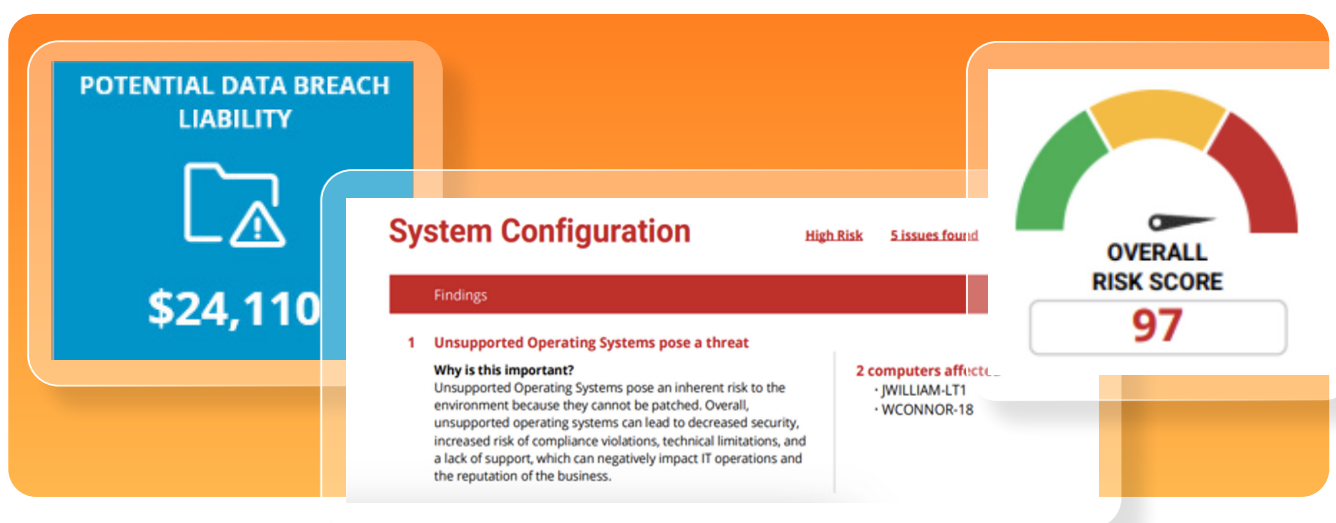 POTENTIAL DATA BREACH
LIABILITY
$24,110
System Configuration
High Risk
5 issues found
Findings
1 Unsupported Operating Systems pose a threat
Why is this important?
Unsupported Operating Systems pose an inherent risk to the
environment because they cannot be patched. Overall,
unsupported operating systems can lead to decreased security,
increased risk of compliance violations, technical limitations, and
a lack of support, which can negatively impact IT operations and
the reputation of the business.
2 computers affected
· JWILLIAM-LT1
· WCONNOR-18
OVERALL
RISK SCORE
97